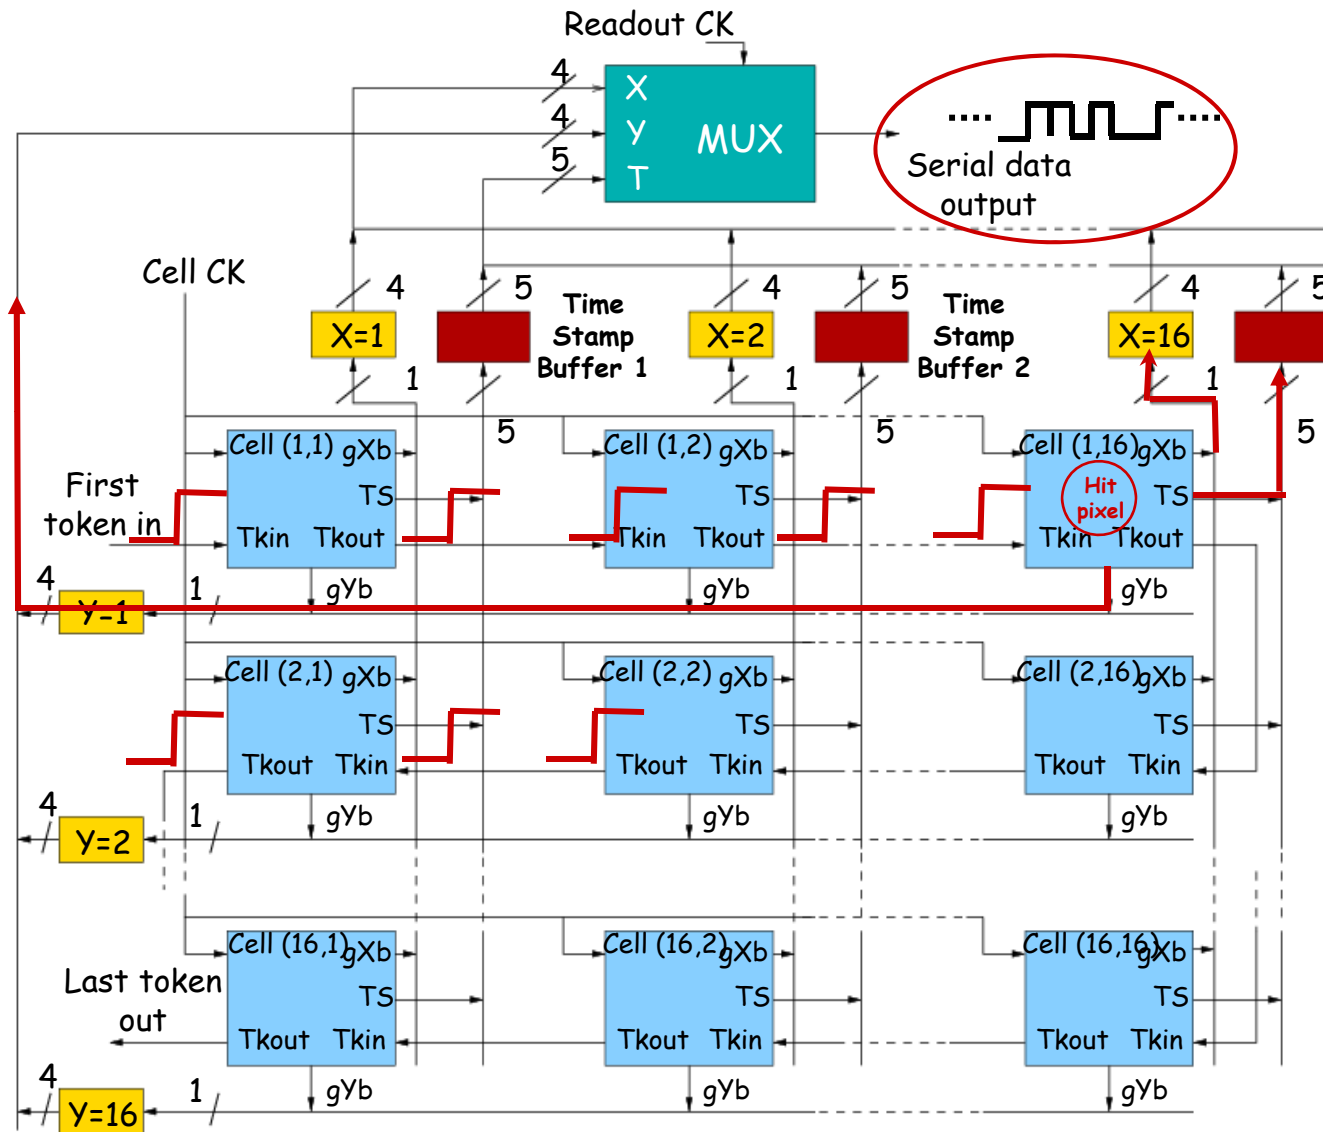 Readout CK
4
X
4
Y
MUX
5
T
Serial data
output
Cell CK
4
5
Time
Stamp
Buffer 1
4
5
Time
Stamp
Buffer 2
4
5
X=1
X=2
X=16
1
1
1
5
5
5
Cell (1,1) gXb
Cell (1,2) gXb
Cell (1,16) gXb
First
token in
TS
TS
Hit
pixel
TS
Tkin Tkout
Tkin Tkout
Tkin Tkout
4
Y=1
1
gYb
gYb
gYb
Cell (2,1) gXb
Cell (2,2) gXb
Cell (2,16) gXb
TS
TS
TS
Tkout Tkin
Tkout Tkin
Tkout Tkin
4
Y=2
1
gYb
gYb
gYb
Cell (16,1) gXb
Cell (16,2) gXb
Cell (16,16) gXb
Last token
out
TS
TS
TS
Tkout Tkin
Tkout Tkin
Tkout Tkin
4
Y=16
1
gYb
gYb
gYb